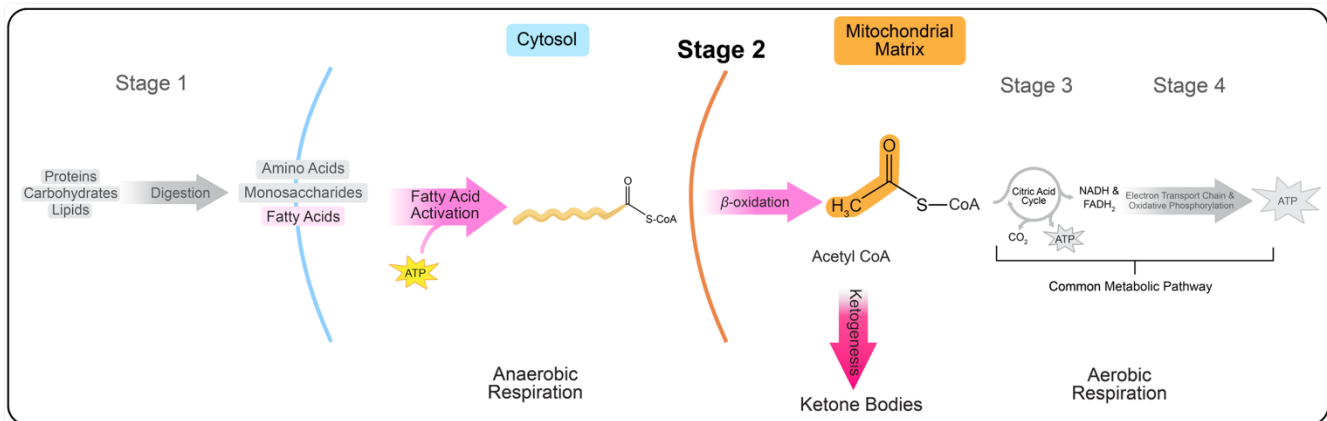 Cytosol
Stage 2
Mitochondrial
Matrix
Stage 1
Stage 3
Stage 4
Proteins
Carbohydrates
Lipids
Digestion
Amino Acids
Monosaccharides
Fatty Acids
Fatty Acid
Activation
ATP
O
S-CoA
β-oxidation
O
H₃C
S—CoA
Acetyl CoA
Citric Acid
Cycle
CO₂
ATP
NADH &
FADH₂
Electron Transport Chain &
Oxidative Phosphorylation
ATP
Common Metabolic Pathway
Ketogenesis
Ketone Bodies
Anaerobic
Respiration
Aerobic
Respiration